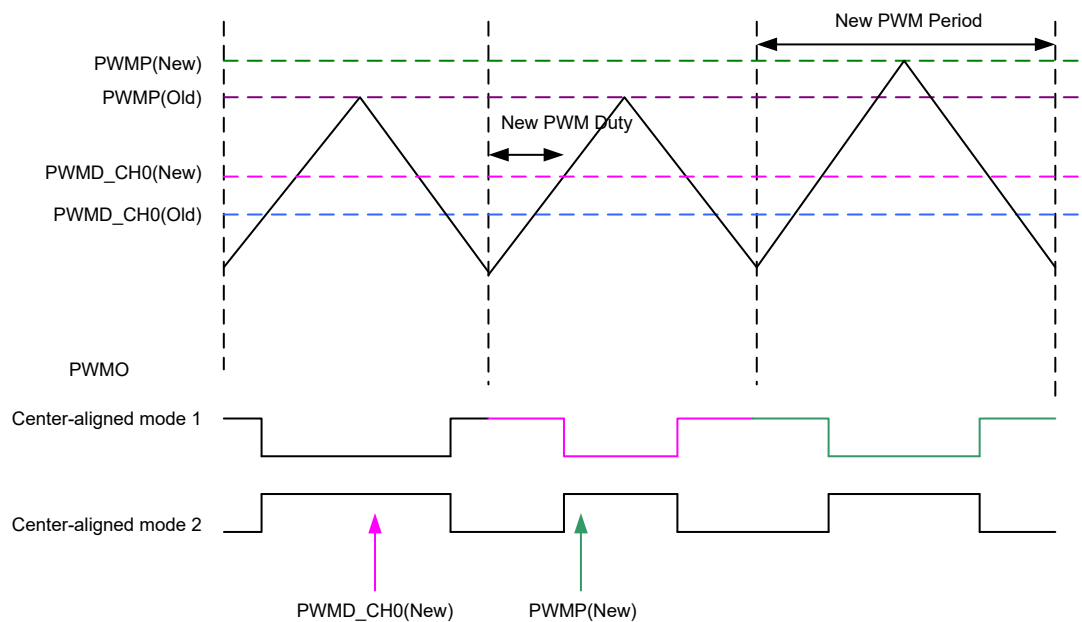 New PWM Period
PWMP(New)
PWMP(Old)
New PWM Duty
PWMD_CH0(New)
PWMD_CH0(Old)
PWMO
Center-aligned mode 1
Center-aligned mode 2
PWMD_CH0(New)
PWMP(New)